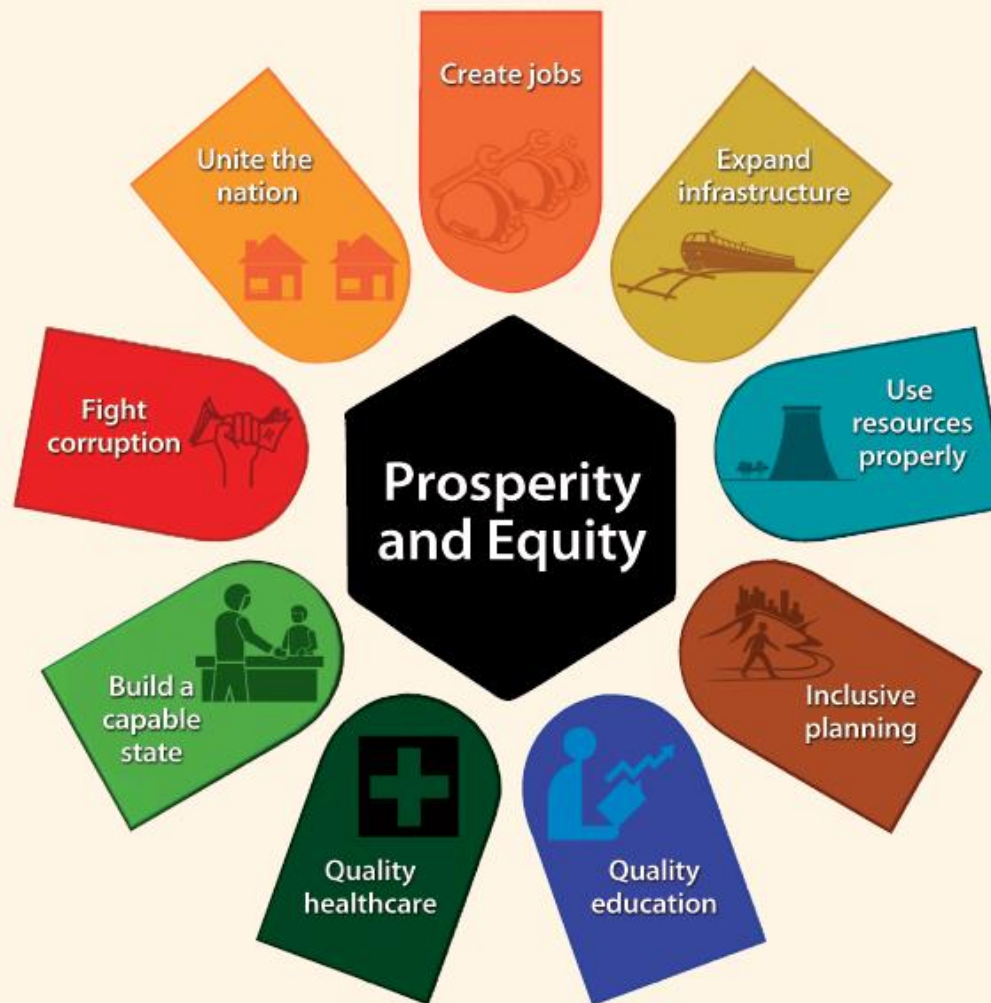 Create jobs
Expand
infrastructure
Use
resources
properly
Inclusive
planning
Quality
education
Quality
healthcare
Build a
capable
state
Fight
corruption
Unite the
nation
Prosperity
and Equity